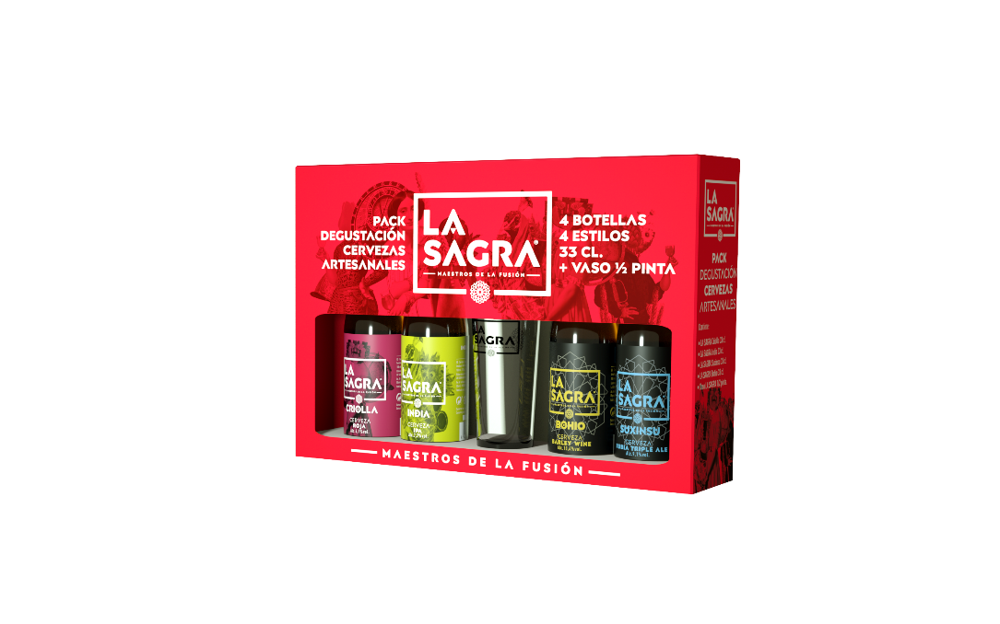 PACK
DEGUSTACIÓN
CERVEZAS
ARTESANALES
LA
SAGRA®
MAESTROS DE LA FUSIÓN
4 BOTELLAS
4 ESTILOS
33 CL.
+ VASO ½ PINTA
LA
SAGRA
CRIOLLA
CERVEZA
ROJA
LA
SAGRA
INDIA
CERVEZA
IPA
LA
SAGRA
LA
SAGRA
BOHIO
CERVEZA
BARLEY WINE
LA
SAGRA
SUXINSU
CERVEZA
TRIPLE ALE
MAESTROS DE LA FUSIÓN
LA
SAGRA
PACK
DEGUSTACIÓN
CERVEZAS
ARTESANALES